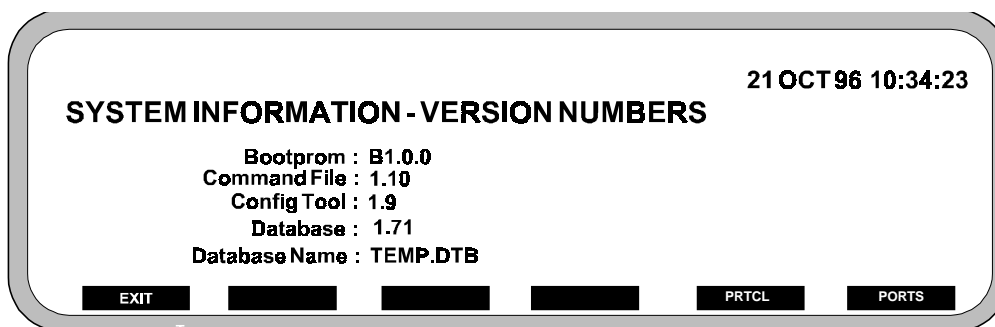 21 OCT 96 10:34:23
SYSTEM INFORMATION - VERSION NUMBERS
Bootprom : B1.0.0
Command File : 1.10
Config Tool : 1.9
Database : 1.71
Database Name : TEMP.DTB
EXIT PRTCL PORTS